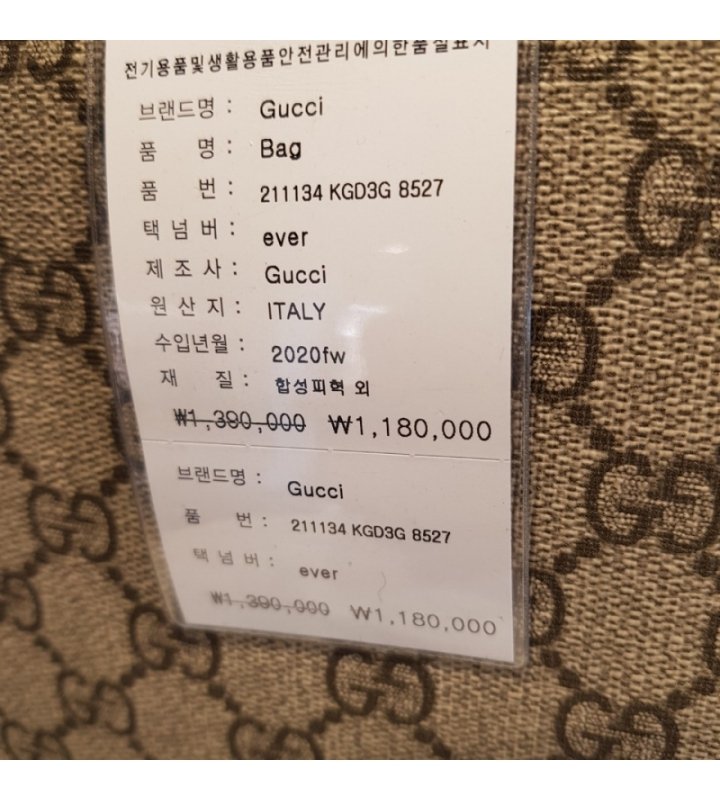 전기용품및생활용품안전관리에의한품질표시
브랜드명 : Gucci
품 명 : Bag
품 번 : 211134 KGD3G 8527
택 넘 버 : ever
제 조 사 : Gucci
원 산 지 : ITALY
수입년월 : 2020fw
재 질 : 합성피혁 외
₩1,390,000 ₩1,180,000
브랜드명 : Gucci
품 번 : 211134 KGD3G 8527
택 넘 버 : ever
₩1,390,000 ₩1,180,000